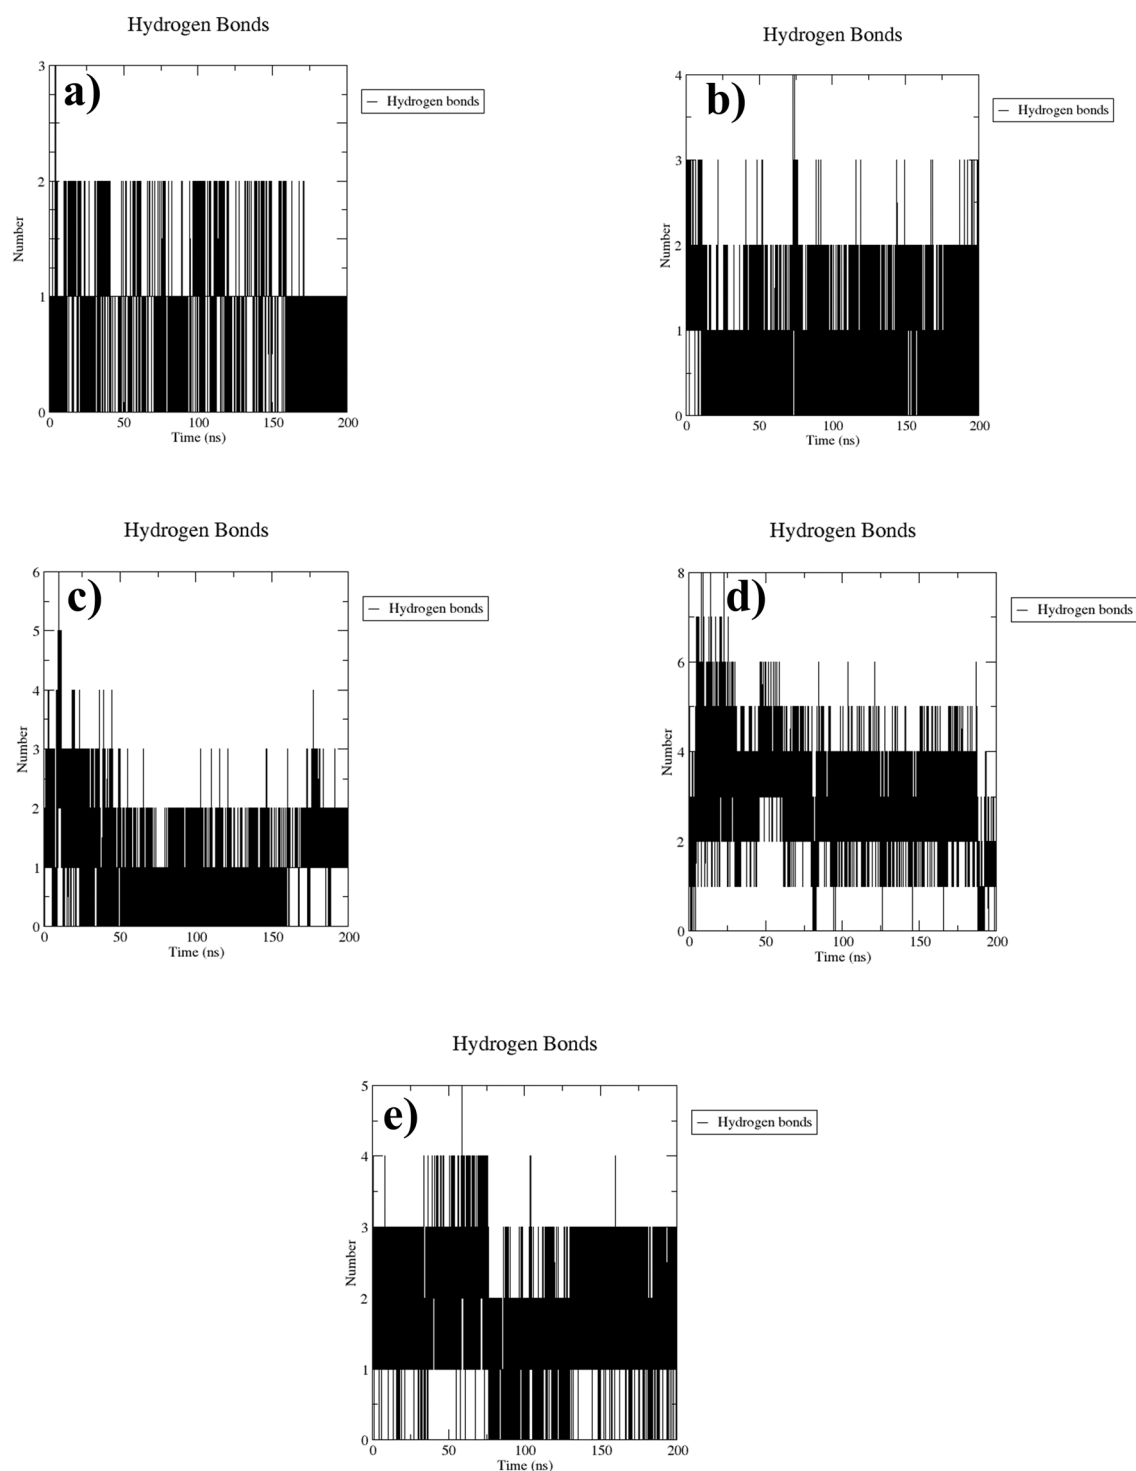 Hydrogen Bonds
a)
Hydrogen bonds
Number
3
2
1
0
0 50 100 150 200
Time (ns)
Hydrogen Bonds
b)
Hydrogen bonds
Number
4
3
2
1
0
0 50 100 150 200
Time (ns)
Hydrogen Bonds
c)
Hydrogen bonds
Number
6
5
4
3
2
1
0
0 50 100 150 200
Time (ns)
Hydrogen Bonds
d)
Hydrogen bonds
Number
8
6
4
2
0
0 50 100 150 200
Time (ns)
Hydrogen Bonds
e)
Hydrogen bonds
Number
5
4
3
2
1
0
0 50 100 150 200
Time (ns)